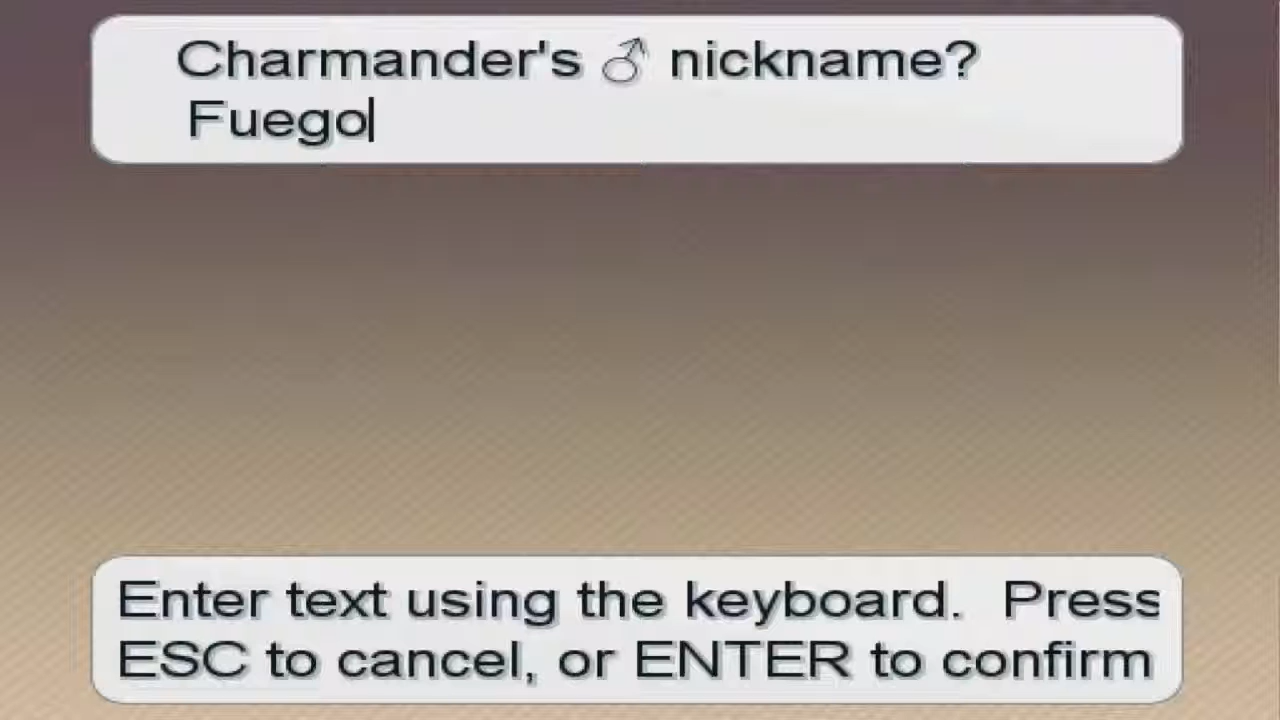 Charmander's ♂ nickname?
Fuego
Enter text using the keyboard.  Press
ESC to cancel, or ENTER to confirm